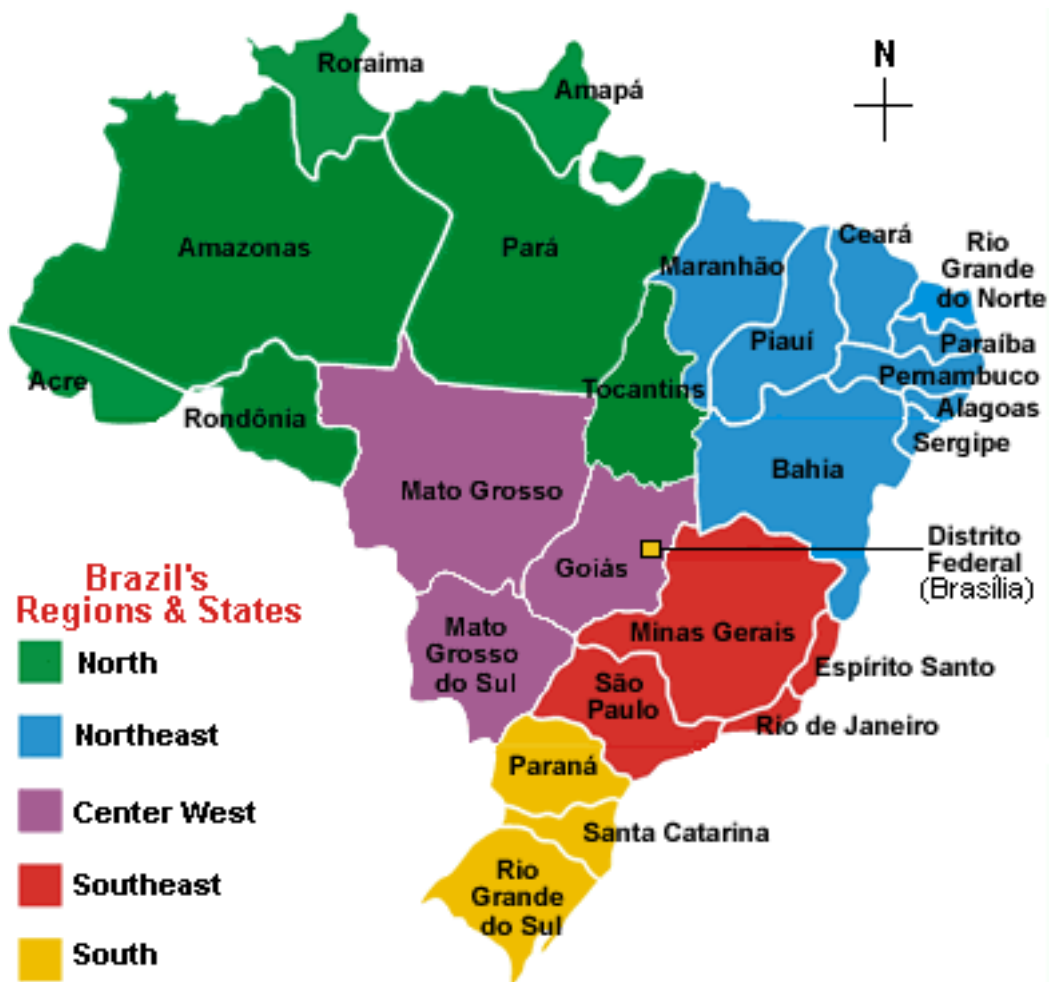 Roraima
Amapá
N
Amazonas
Pará
Maranhão
Ceará
Rio
Grande
do Norte
Piauí
Paraíba
Pernambuco
Alagoas
Sergipe
Acre
Rondônia
Tocantins
Bahia
Mato Grosso
Goiás
Distrito
Federal
(Brasília)
Mato
Grosso
do Sul
Minas Gerais
Espírito Santo
São
Paulo
Rio de Janeiro
Paraná
Santa Catarina
Rio
Grande
do Sul
Brazil's
Regions & States
North
Northeast
Center West
Southeast
South